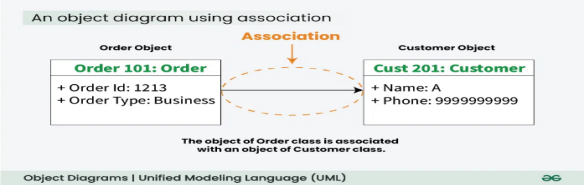 An object diagram using association
Association
Order Object
Customer Object
Order 101: Order
Cust 201: Customer
+ Order Id: 1213
+ Order Type: Business
+ Name: A
+ Phone: 9999999999
The object of Order class is associated
with an object of Customer class.
Object Diagrams | Unified Modeling Language (UML)